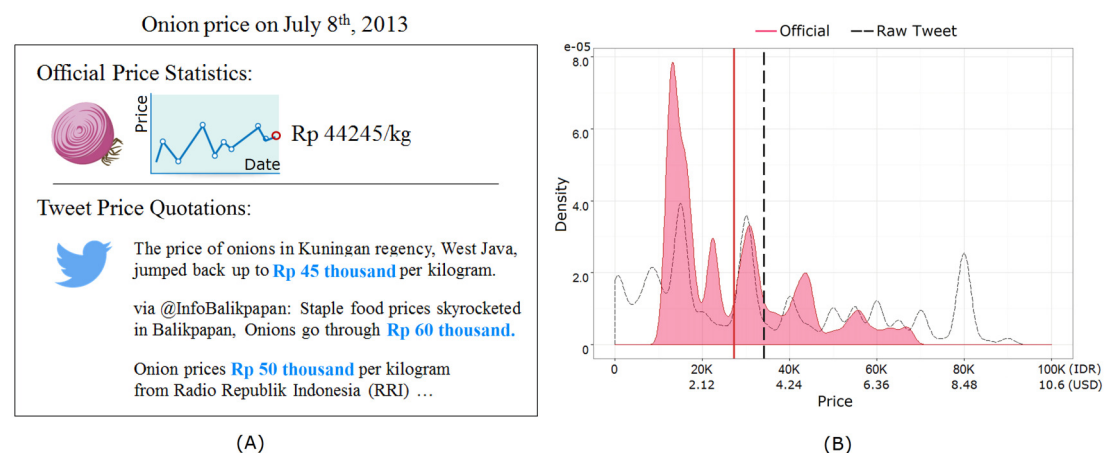 Onion price on July 8th, 2013
Official Price Statistics:
Price
Date
Rp 44245/kg
Tweet Price Quotations:
The price of onions in Kuningan regency, West Java,
jumped back up to Rp 45 thousand per kilogram.
via @InfoBalikpapan: Staple food prices skyrocketed
in Balikpapan, Onions go through Rp 60 thousand.
Onion prices Rp 50 thousand per kilogram
from Radio Republik Indonesia (RRI) ...
(A)
Official Raw Tweet
e-05
8.0
6.0
4.0
2.0
0
Density
0 20K 40K 60K 80K 100K (IDR)
2.12 4.24 6.36 8.48 10.6 (USD)
Price
(B)